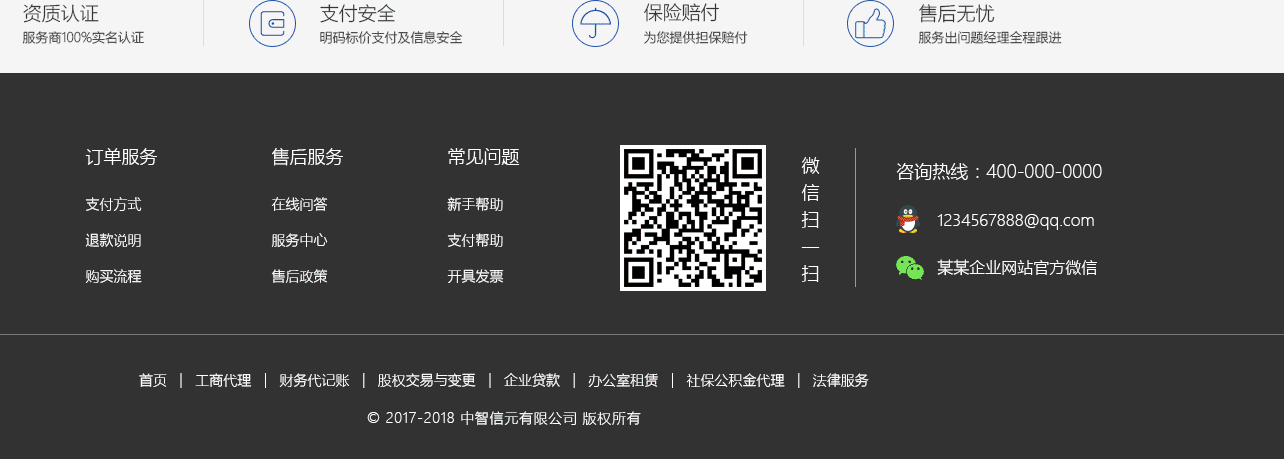 资质认证
服务商100%实名认证
支付安全
明码标价支付及信息安全
保险赔付
为您提供担保赔付
售后无忧
服务出问题经理全程跟进
订单服务
支付方式
退款说明
购买流程
售后服务
在线问答
服务中心
售后政策
常见问题
新手帮助
支付帮助
开具发票
微信扫一扫
咨询热线：400-000-0000
1234567888@qq.com
某某企业网站官方微信
首页 | 工商代理 | 财务代记账 | 股权交易与变更 | 企业贷款 | 办公室租赁 | 社保公积金代理 | 法律服务
© 2017-2018 中智信元有限公司 版权所有